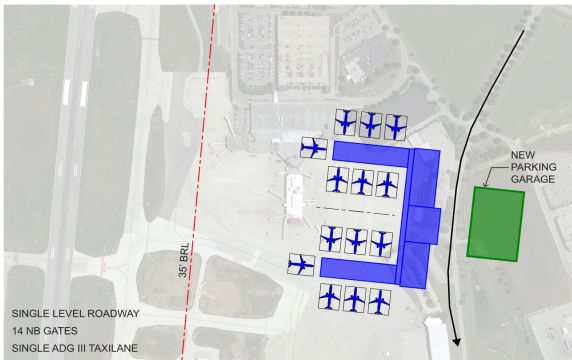 NEW
PARKING
GARAGE
35' BRL
SINGLE LEVEL ROADWAY
14 NB GATES
SINGLE ADG III TAXILANE